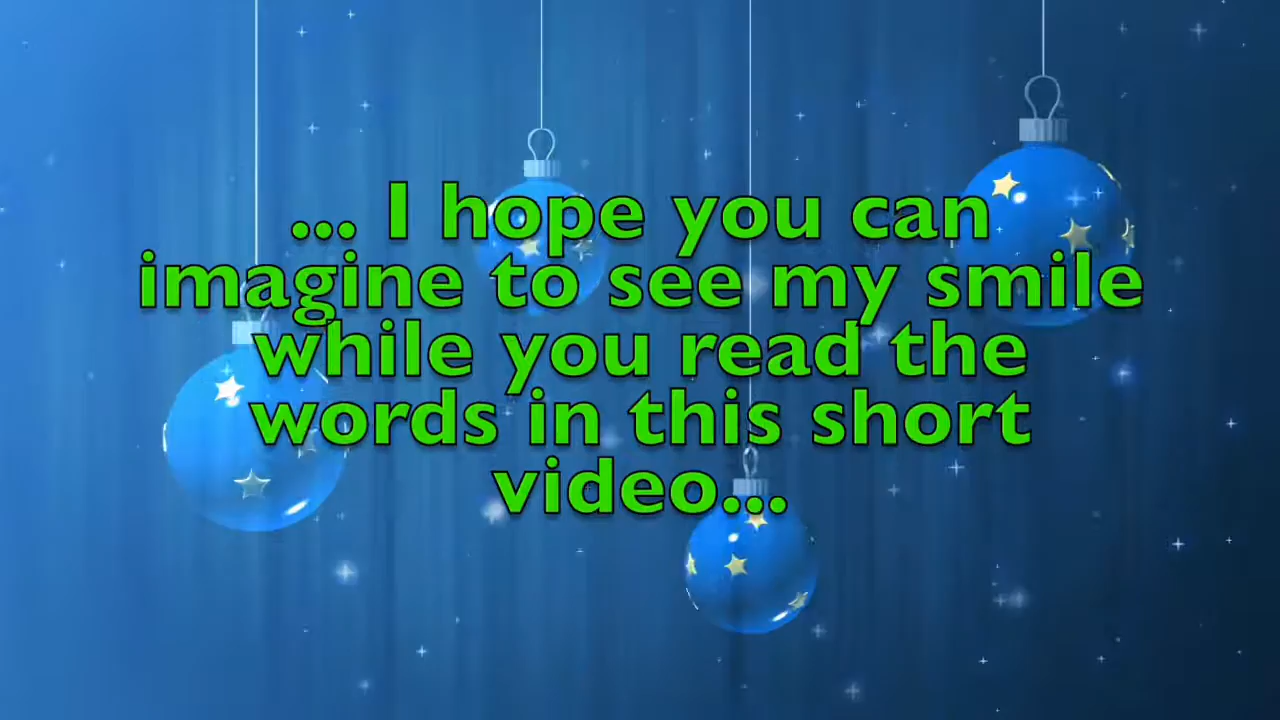 ... I hope you can
imagine to see my smile
while you read the
words in this short
video...